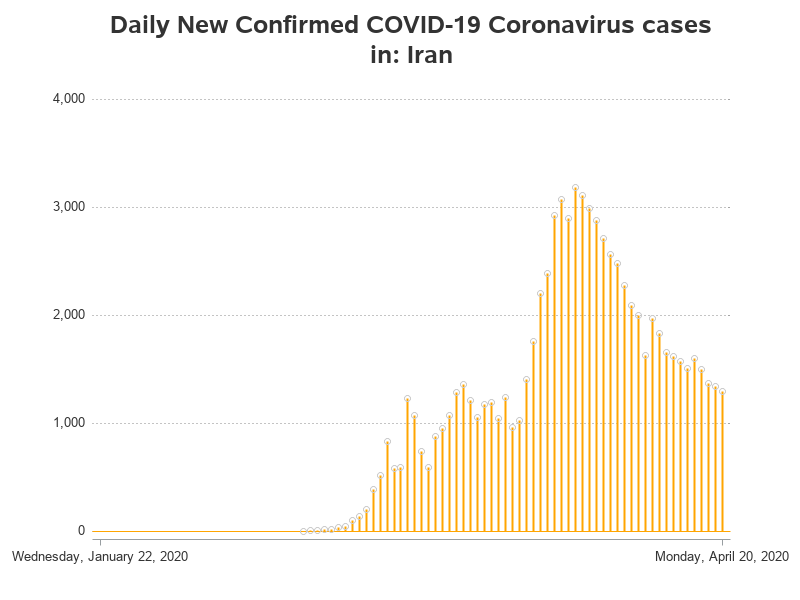 Daily New Confirmed COVID-19 Coronavirus cases
in: Iran
4,000
3,000
2,000
1,000
0
Wednesday, January 22, 2020
Monday, April 20, 2020